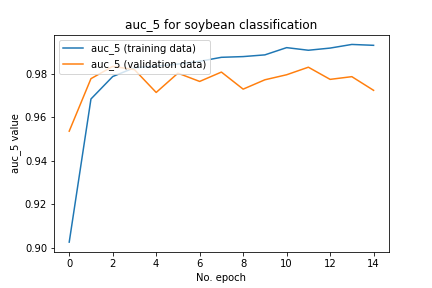 auc_5 for soybean classification
auc_5 (training data)
auc_5 (validation data)
auc_5 value
0.98
0.96
0.94
0.92
0.90
0 2 4 6 8 10 12 14
No. epoch